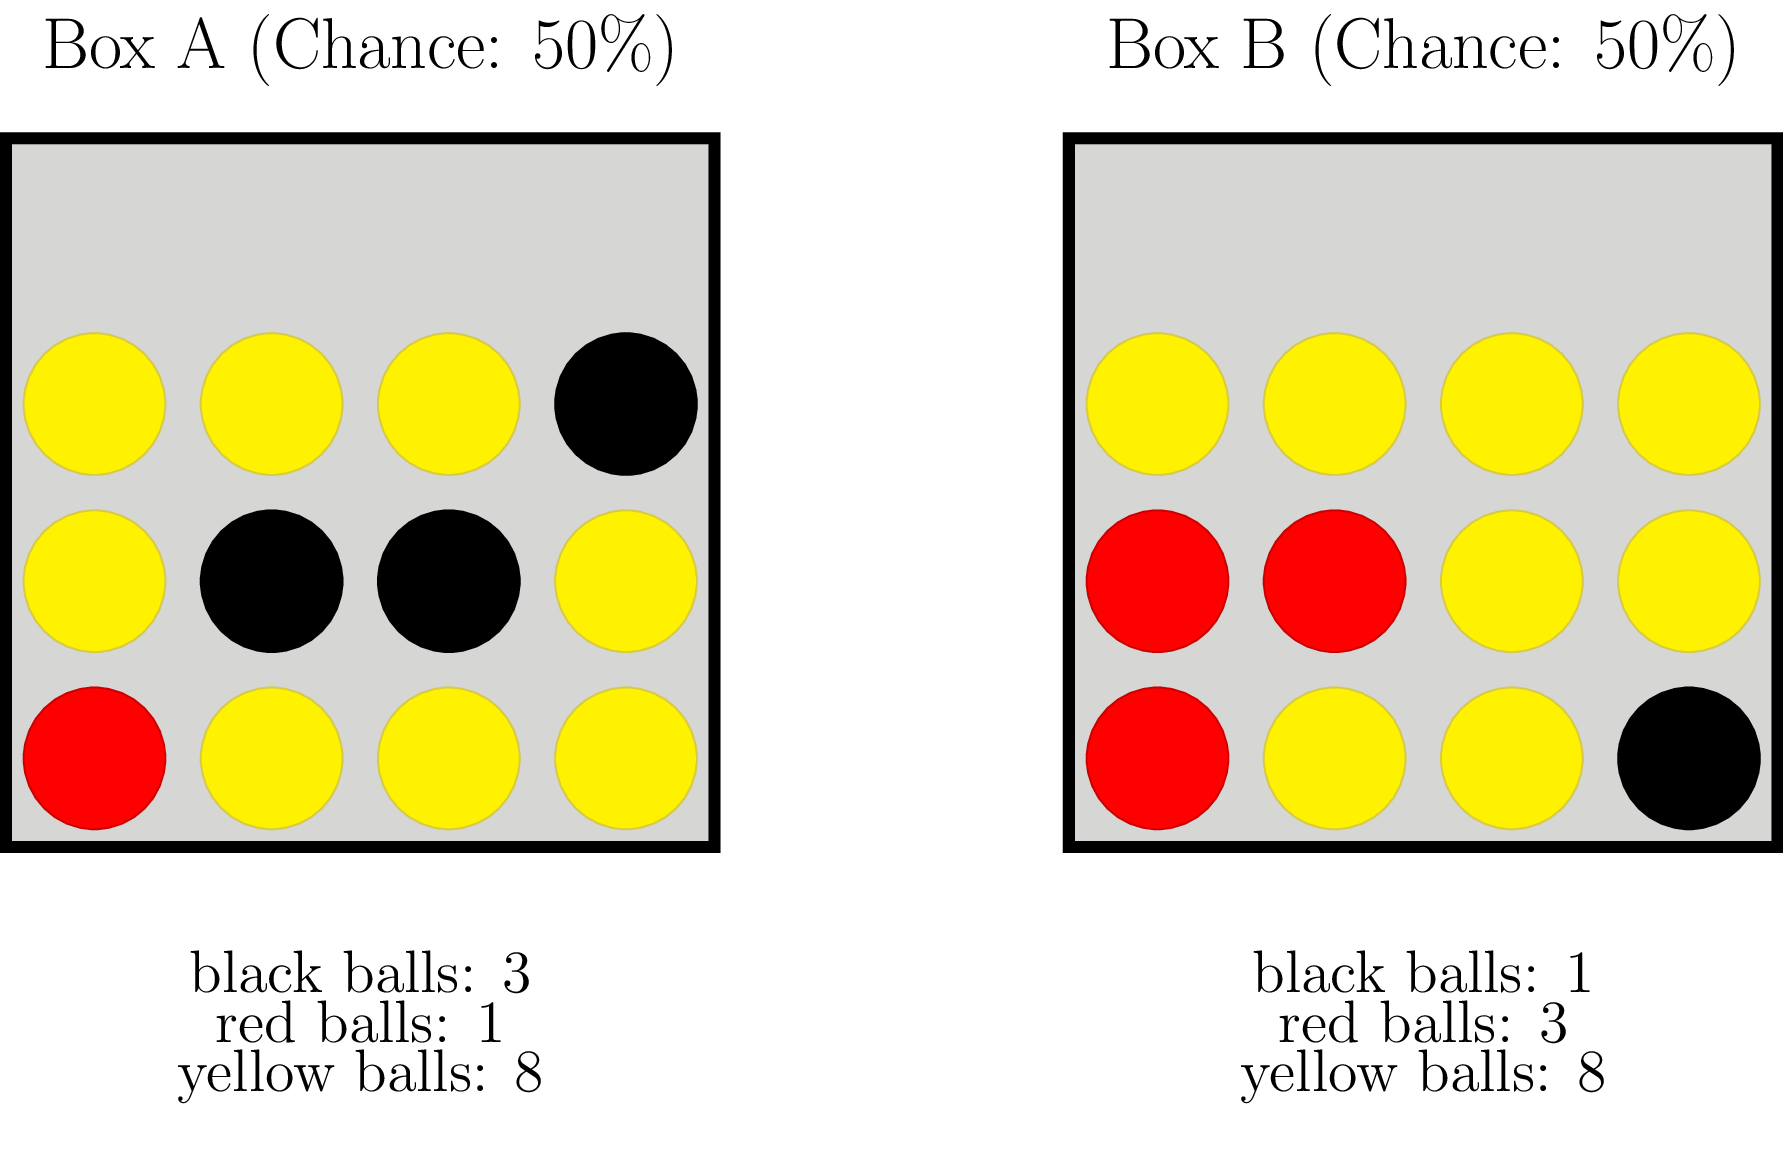 Box A (Chance: 50%)
Box B (Chance: 50%)
black balls: 3
red balls: 1
yellow balls: 8
black balls: 1
red balls: 3
yellow balls: 8